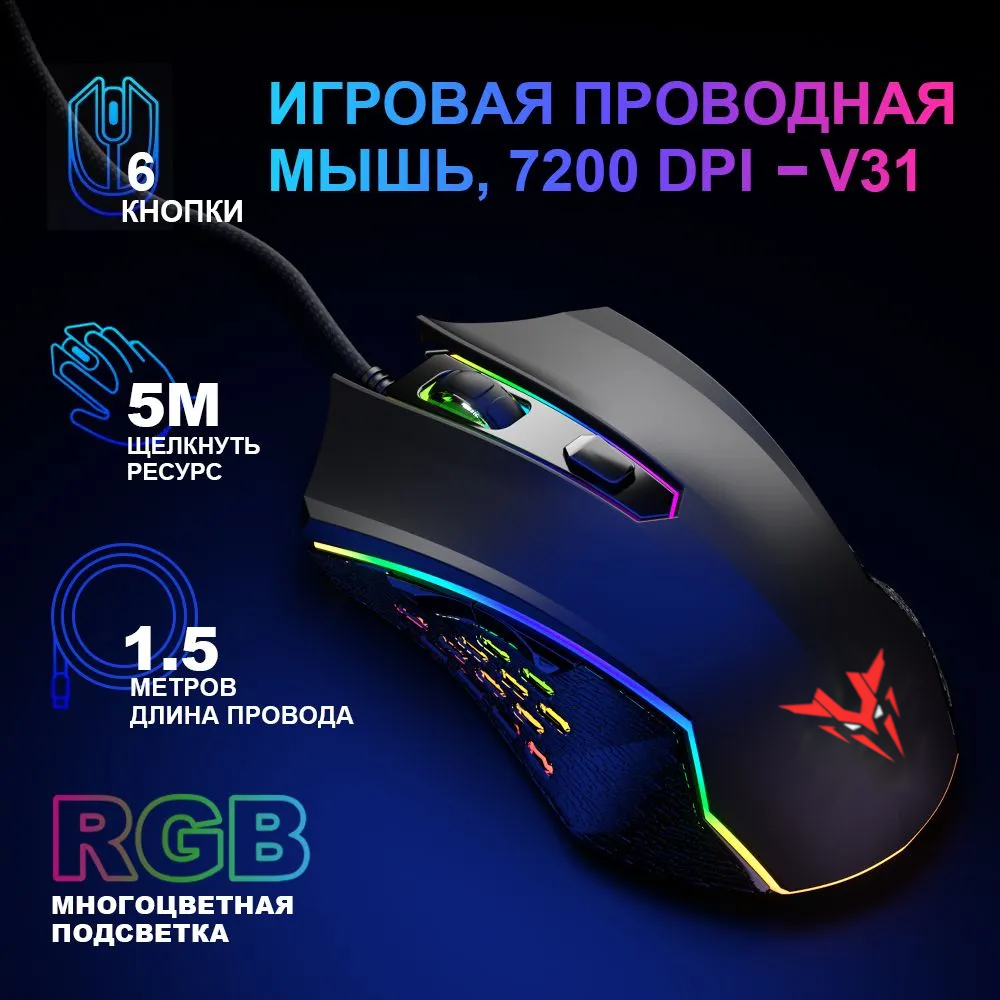 ИГРОВАЯ ПРОВОДНАЯ
МЫШЬ, 7200 DPI – V31
6
КНОПКИ
5M
ЩЕЛКНУТЬ
РЕСУРС
1.5
МЕТРОВ
ДЛИНА ПРОВОДА
RGB
МНОГОЦВЕТНАЯ
ПОДСВЕТКА